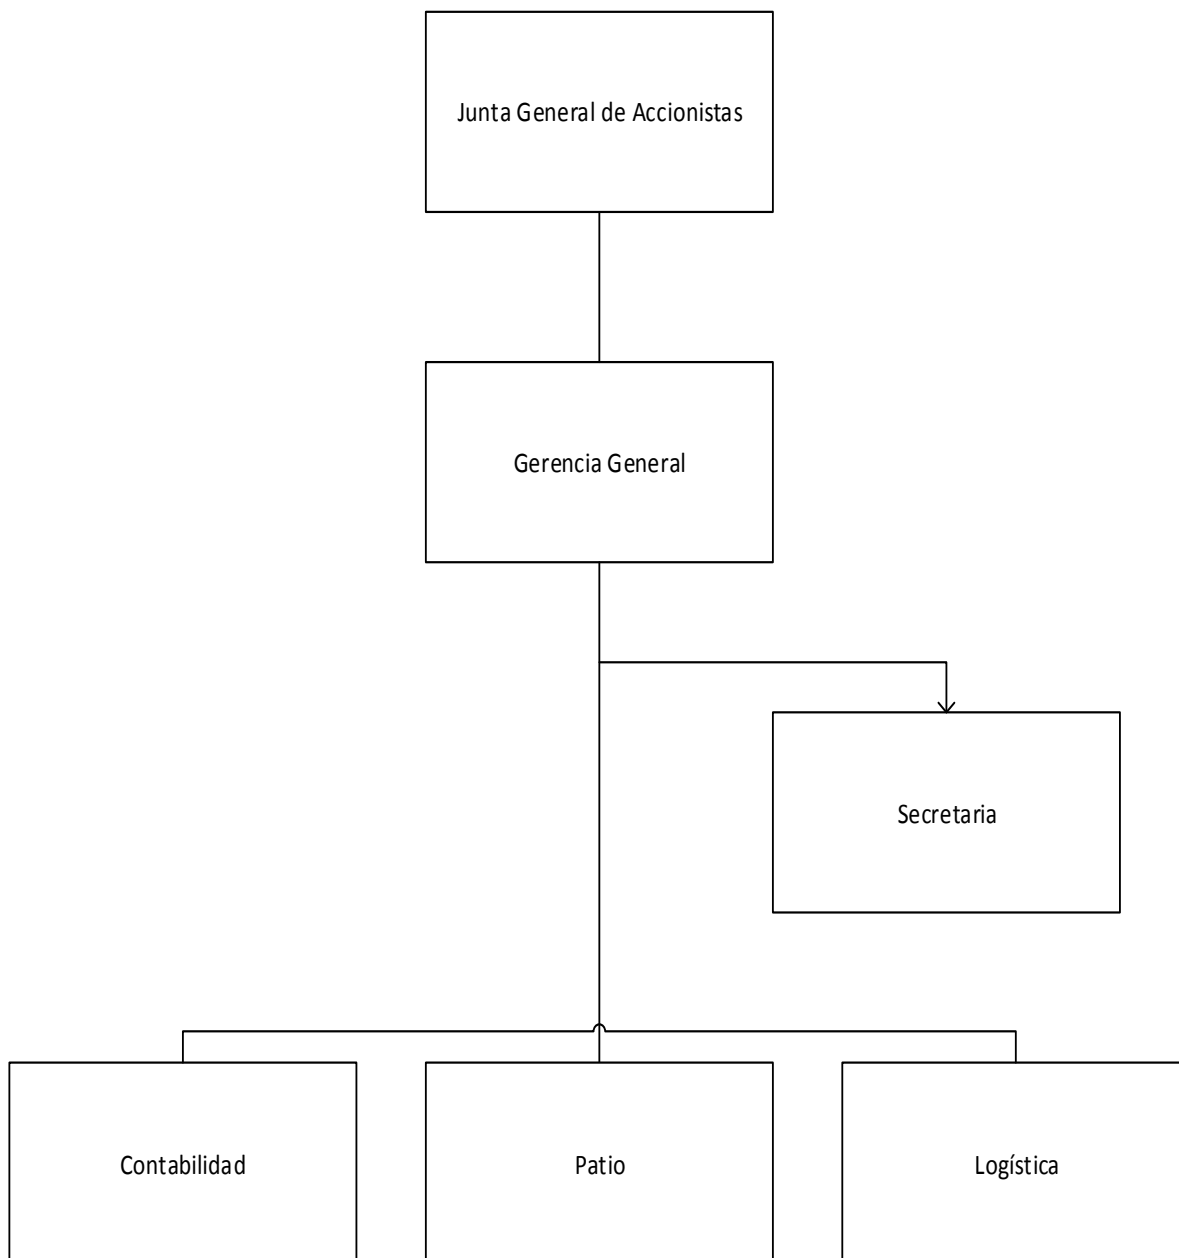 Junta General de Accionistas
Gerencia General
Secretaria
Contabilidad
Patio
Logística